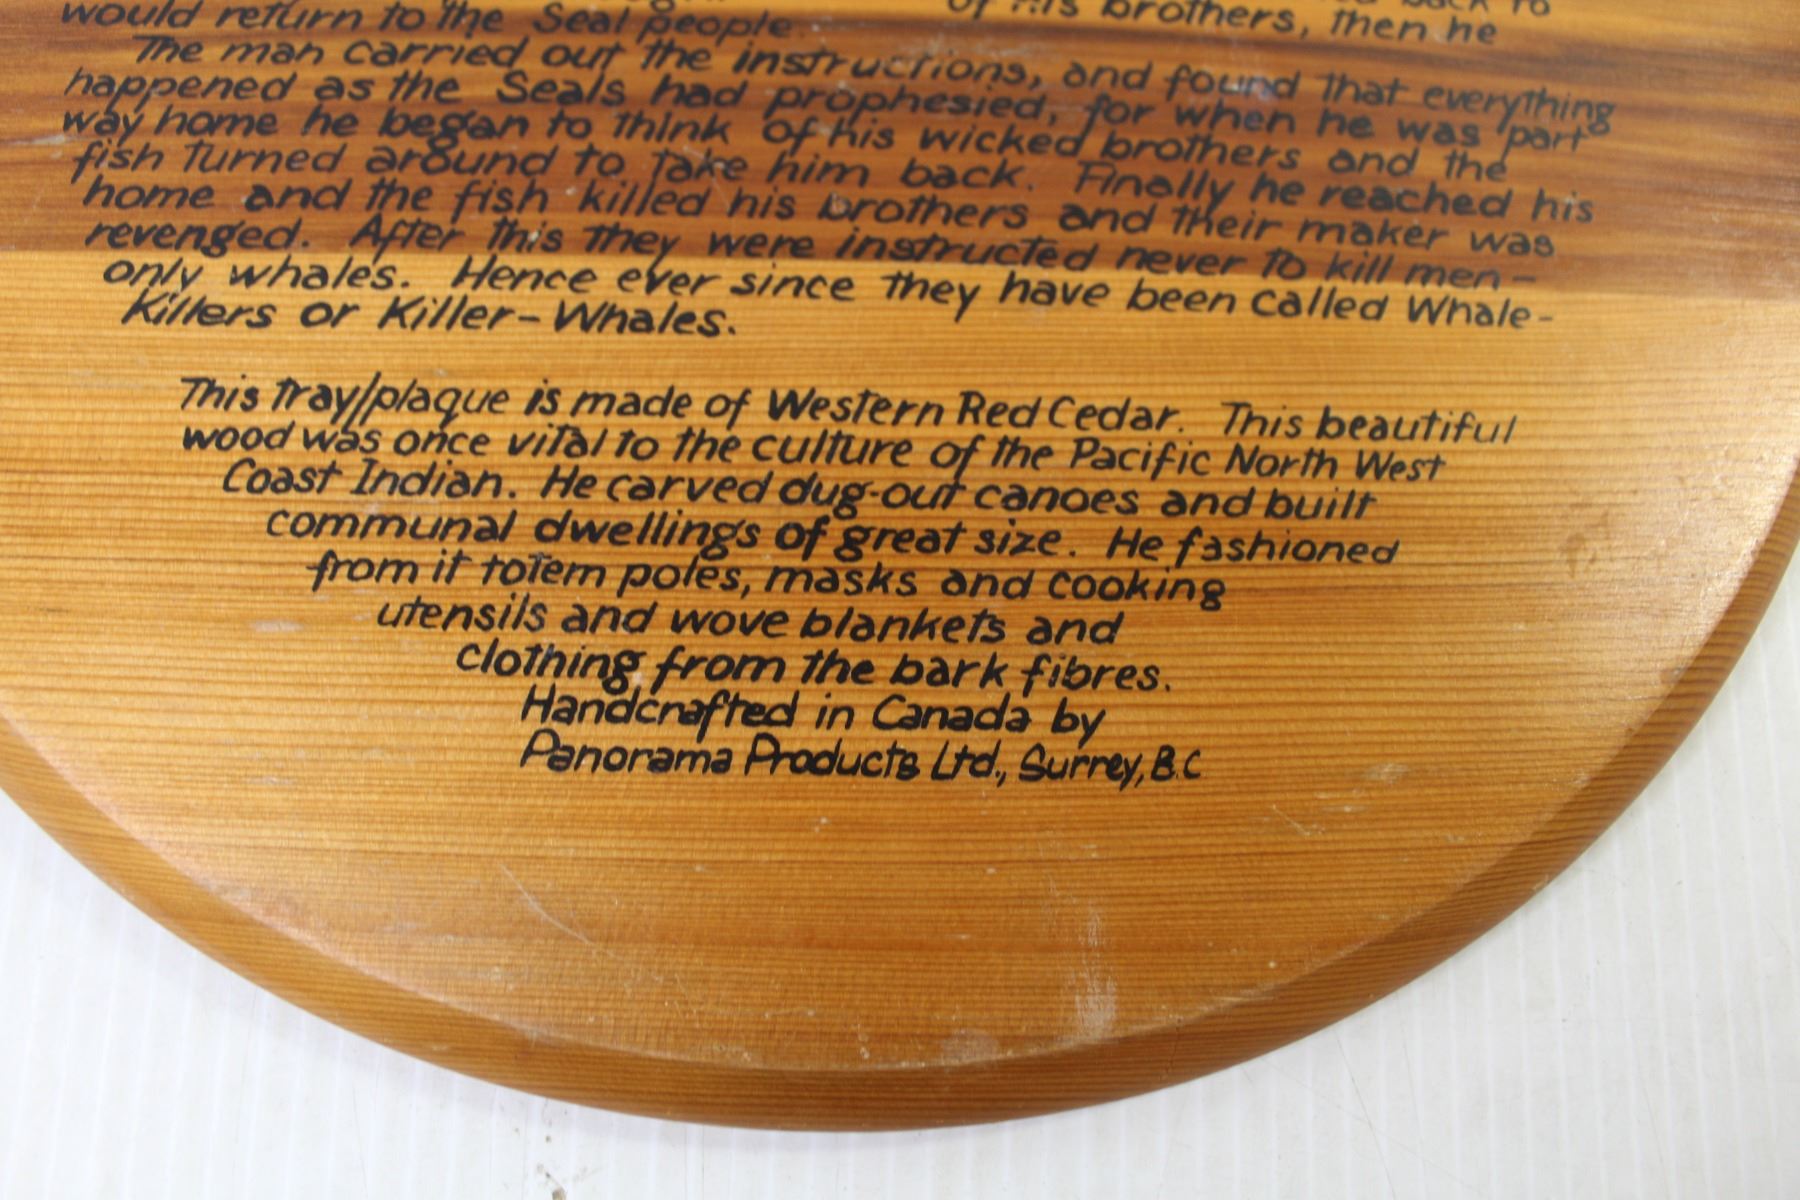 would return to the Seal people.
of his brothers, then he
The man carried out the instructions, and found that everything
happened as the Seals had prophesied, for when he was part
way home he began to think of his wicked brothers and the
fish turned around to take him back. Finally he reached his
home and the fish killed his brothers and their maker was
revenged. After this they were instructed never to kill men-
only whales. Hence ever since they have been called Whale-
Killers or Killer-Whales.
This tray/plaque is made of Western Red Cedar. This beautiful
wood was once vital to the culture of the Pacific North West
Coast Indian. He carved dug-out canoes and built
communal dwellings of great size. He fashioned
from it totem poles, masks and cooking
utensils and wove blankets and
clothing from the bark fibres.
Handcrafted in Canada by
Panorama Products Ltd., Surrey, B.C